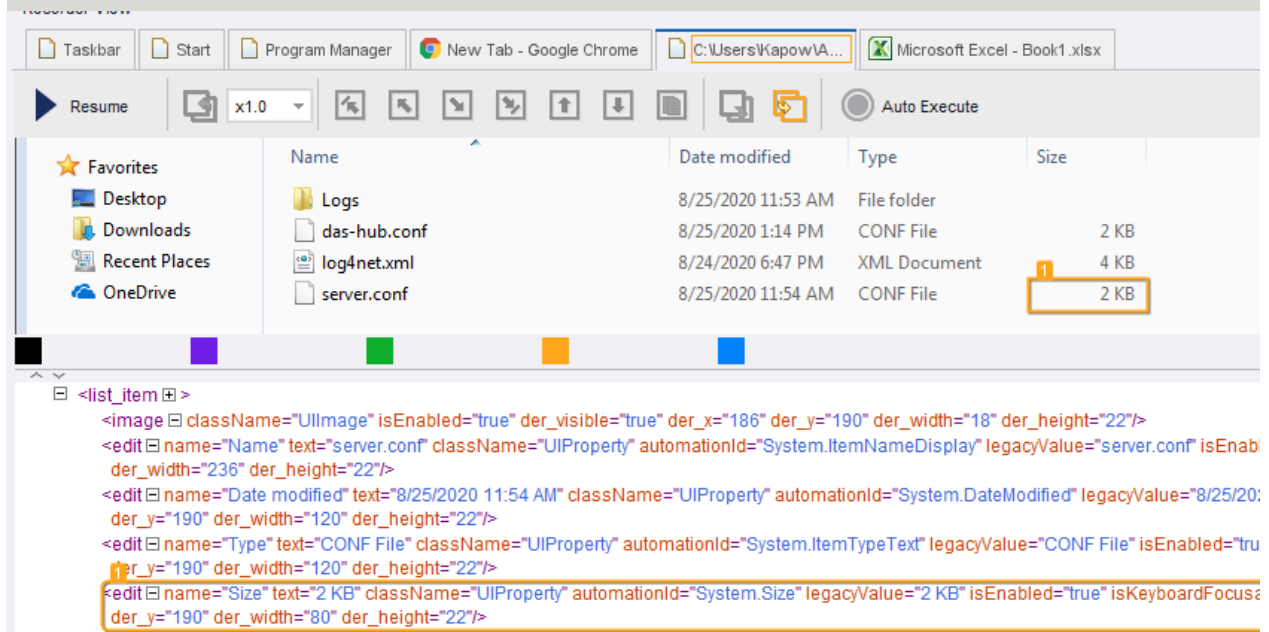 Recorder View
Taskbar Start Program Manager New Tab - Google Chrome C:\Users\Kapow\A... Microsoft Excel - Book1.xlsx
Resume x1.0 Auto Execute
Favorites Name Date modified Type Size
Desktop Logs 8/25/2020 11:53 AM File folder
Downloads das-hub.conf 8/25/2020 1:14 PM CONF File 2 KB
Recent Places log4net.xml 8/24/2020 6:47 PM XML Document 4 KB
1
OneDrive server.conf 8/25/2020 11:54 AM CONF File 2 KB
<list_item >
<image className="UIImage" isEnabled="true" der_visible="true" der_x="186" der_y="190" der_width="18" der_height="22"/>
<edit name="Name" text="server.conf" className="UIProperty" automationId="System.ItemNameDisplay" legacyValue="server.conf" isEnabl
der_width="236" der_height="22"/>
<edit name="Date modified" text="8/25/2020 11:54 AM" className="UIProperty" automationId="System.DateModified" legacyValue="8/25/202
der_y="190" der_width="120" der_height="22"/>
<edit name="Type" text="CONF File" className="UIProperty" automationId="System.ItemTypeText" legacyValue="CONF File" isEnabled="tru
1 der_y="190" der_width="120" der_height="22"/>
<edit name="Size" text="2 KB" className="UIProperty" automationId="System.Size" legacyValue="2 KB" isEnabled="true" isKeyboardFocusa
der_y="190" der_width="80" der_height="22"/>